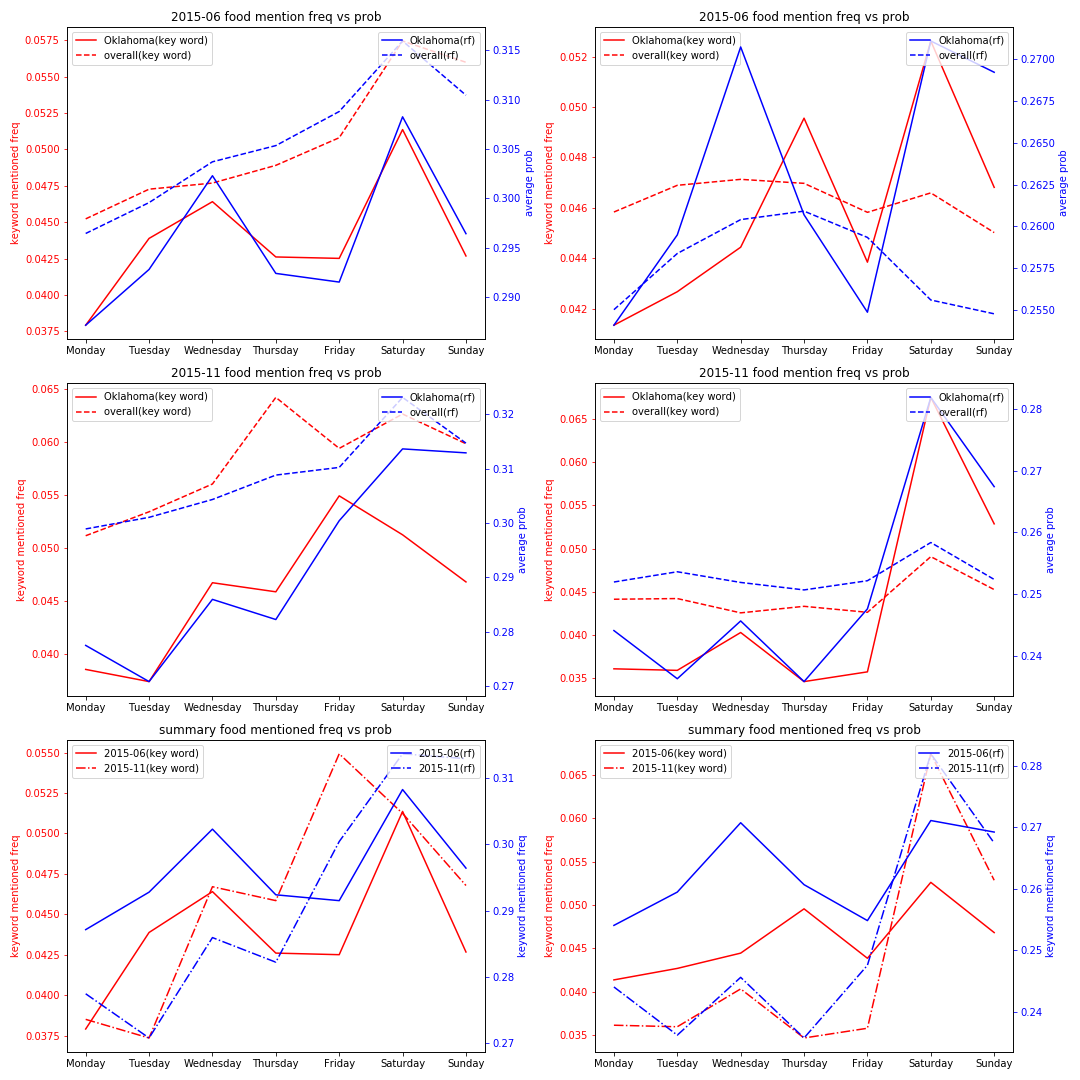 2015-06 food mention freq vs prob
Oklahoma(key word)
overall(key word)
Oklahoma(rf)
overall(rf)
0.0575
0.0550
0.0525
0.0500
0.0475
0.0450
0.0425
0.0400
0.0375
keyword mentioned freq
0.315
0.310
0.305
0.300
0.295
0.290
average prob
Monday Tuesday Wednesday Thursday Friday Saturday Sunday
2015-06 food mention freq vs prob
Oklahoma(key word)
overall(key word)
Oklahoma(rf)
overall(rf)
0.052
0.050
0.048
0.046
0.044
0.042
keyword mentioned freq
0.2700
0.2675
0.2650
0.2625
0.2600
0.2575
0.2550
average prob
Monday Tuesday Wednesday Thursday Friday Saturday Sunday
2015-11 food mention freq vs prob
Oklahoma(key word)
overall(key word)
Oklahoma(rf)
overall(rf)
0.065
0.060
0.055
0.050
0.045
0.040
keyword mentioned freq
0.32
0.31
0.30
0.29
0.28
0.27
average prob
Monday Tuesday Wednesday Thursday Friday Saturday Sunday
2015-11 food mention freq vs prob
Oklahoma(key word)
overall(key word)
Oklahoma(rf)
overall(rf)
0.065
0.060
0.055
0.050
0.045
0.040
0.035
keyword mentioned freq
0.28
0.27
0.26
0.25
0.24
average prob
Monday Tuesday Wednesday Thursday Friday Saturday Sunday
summary food mentioned freq vs prob
2015-06(key word)
2015-11(key word)
2015-06(rf)
2015-11(rf)
0.0550
0.0525
0.0500
0.0475
0.0450
0.0425
0.0400
0.0375
keyword mentioned freq
0.31
0.30
0.29
0.28
0.27
keyword mentioned freq
Monday Tuesday Wednesday Thursday Friday Saturday Sunday
summary food mentioned freq vs prob
2015-06(key word)
2015-11(key word)
2015-06(rf)
2015-11(rf)
0.065
0.060
0.055
0.050
0.045
0.040
0.035
keyword mentioned freq
0.28
0.27
0.26
0.25
0.24
keyword mentioned freq
Monday Tuesday Wednesday Thursday Friday Saturday Sunday